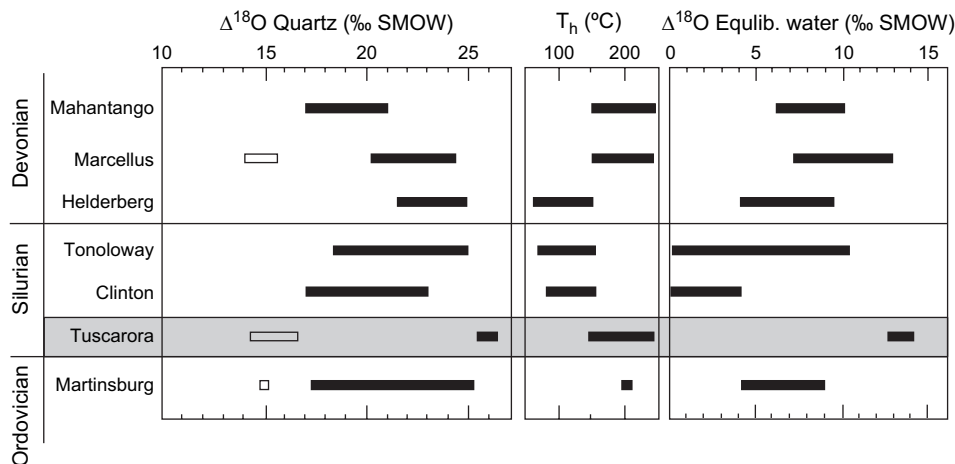 Δ18O Quartz (‰ SMOW) Th (ºC) Δ18O Equlib. water (‰ SMOW)
10 15 20 25 100 200 0 5 10 15
Devonian
Mahantango
Marcellus
Helderberg
Silurian
Tonoloway
Clinton
Tuscarora
Ordovician
Martinsburg